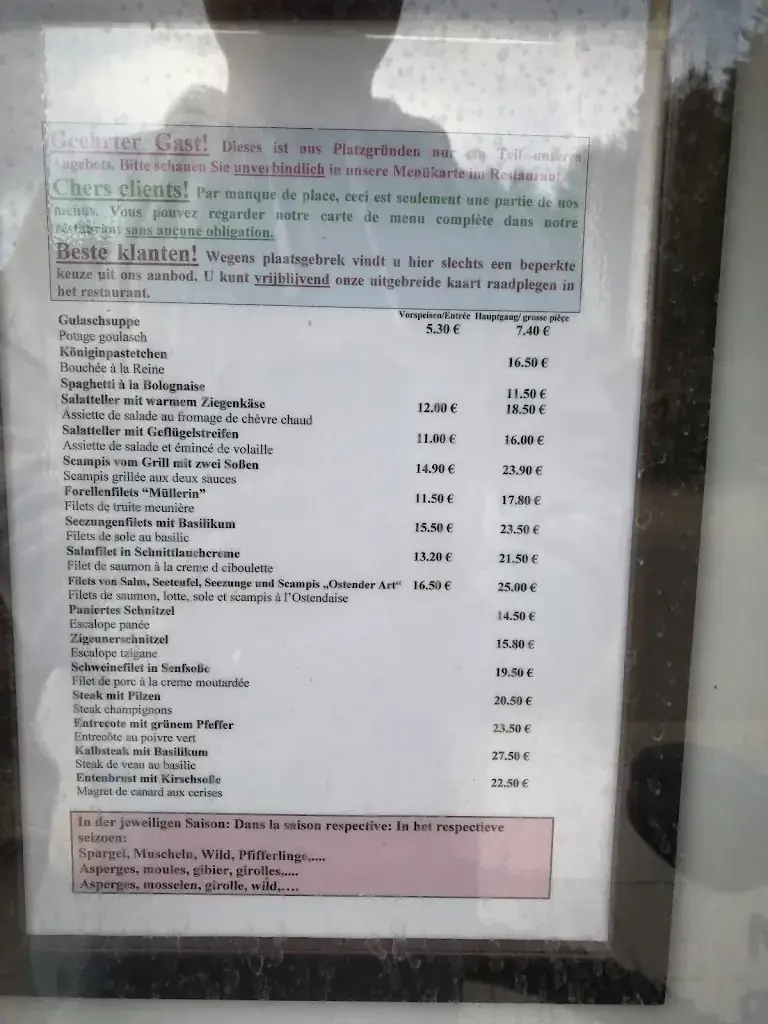 Geehrter Gast! Dieses ist aus Platzgründen nur ein Teil unseres
Angebots. Bitte schauen Sie unverbindlich in unsere Menükarte im Restaurant
Chers clients! Par manque de place, ceci est seulement une partie de nos
menus. Vous pouvez regarder notre carte de menu complète dans notre
restaurant sans aucune obligation.
Beste klanten! Wegens plaatsgebrek vindt u hier slechts een beperkte
keuze uit ons aanbod. U kunt vrijblijvend onze uitgebreide kaart raadplegen in
het restaurant.
Vorspeisen/Entrée Hauptgang/ grosse pièce
Gulaschsuppe 5.30 € 7.40 €
Potage goulasch
Königinpastetchen 16.50 €
Bouchée à la Reine
Spaghetti à la Bolognaise 11.50 €
Salatteller mit warmem Ziegenkäse 12.00 € 18.50 €
Assiette de salade au fromage de chèvre chaud
Salatteller mit Geflügelstreifen 11.00 € 16.00 €
Assiette de salade et émincé de volaille
Scampis vom Grill mit zwei Soßen 14.90 € 23.90 €
Scampis grillée aux deux sauces
Forellenfilets “Müllerin” 11.50 € 17.80 €
Filets de truite meunière
Seezungenfilets mit Basilikum 15.50 € 23.50 €
Filets de sole au basilic
Salmfilet in Schnittlauchcreme 13.20 € 21.50 €
Filet de saumon à la creme d ciboulette
Filets von Salm, Seeteufel, Seezunge und Scampis „Ostender Art“ 16.50 € 25.00 €
Filets de saumon, lotte, sole et scampis à l’Ostendaise
Paniertes Schnitzel 14.50 €
Escalope panée
Zigeunerschnitzel 15.80 €
Escalope tzigane
Schweinefilet in Senfsoße 19.50 €
Filet de porc à la creme moutardée
Steak mit Pilzen 20.50 €
Steak champignons
Entrecote mit grünem Pfeffer 23.50 €
Entrecôte au poivre vert
Kalbsteak mit Basilikum 27.50 €
Steak de veau au basilic
Entenbrust mit Kirschsoße 22.50 €
Magret de canard aux cerises
In der jeweiligen Saison: Dans la saison respective: In het respectieve
seizoen:
Spargel, Muscheln, Wild, Pfifferlinge,....
Asperges, moules, gibier, girolles,....
Asperges, mosselen, girolle, wild,….